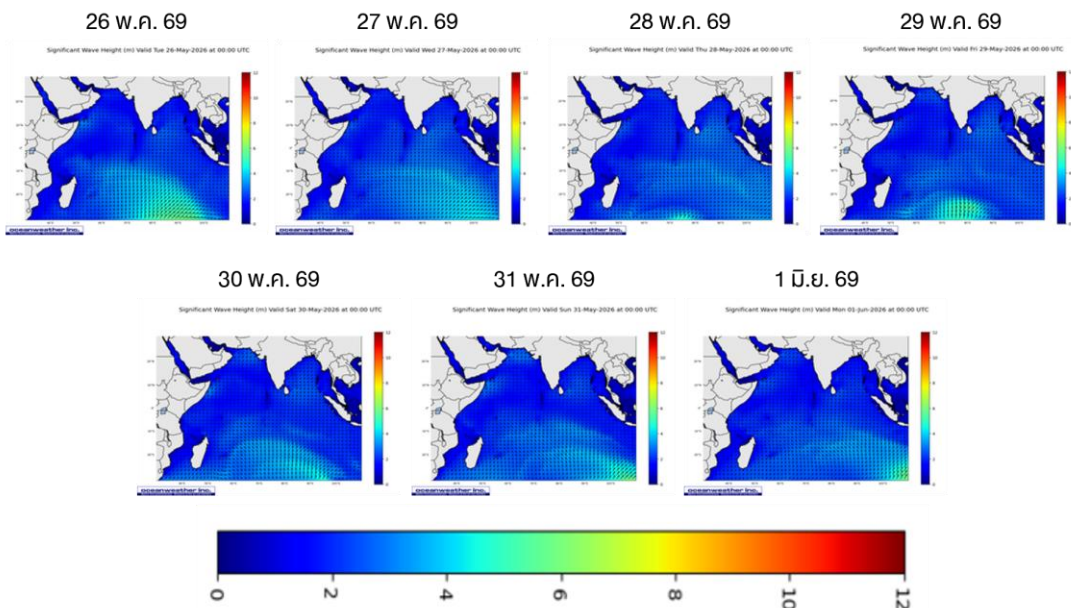 26 พ.ค. 69
27 พ.ค. 69
28 พ.ค. 69
29 พ.ค. 69
Significant Wave Height (m) Valid Tue 26-May-2026 at 00:00 UTC
Significant Wave Height (m) Valid Wed 27-May-2026 at 00:00 UTC
Significant Wave Height (m) Valid Thu 28-May-2026 at 00:00 UTC
Significant Wave Height (m) Valid Fri 29-May-2026 at 00:00 UTC
oceanweather inc.
oceanweather inc.
oceanweather inc.
oceanweather inc.
30 พ.ค. 69
31 พ.ค. 69
1 มิ.ย. 69
Significant Wave Height (m) Valid Sat 30-May-2026 at 00:00 UTC
Significant Wave Height (m) Valid Sun 31-May-2026 at 00:00 UTC
Significant Wave Height (m) Valid Mon 01-Jun-2026 at 00:00 UTC
oceanweather inc.
oceanweather inc.
oceanweather inc.
0 2 4 6 8 10 12